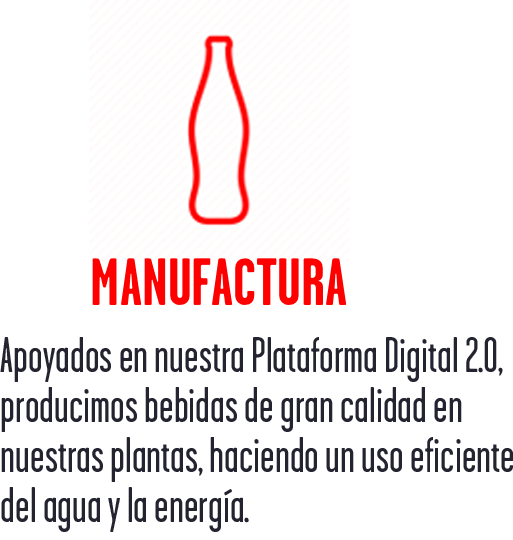 MANUFACTURA
Apoyados en nuestra Plataforma Digital 2.0,
producimos bebidas de gran calidad en
nuestras plantas, haciendo un uso eficiente
del agua y la energía.